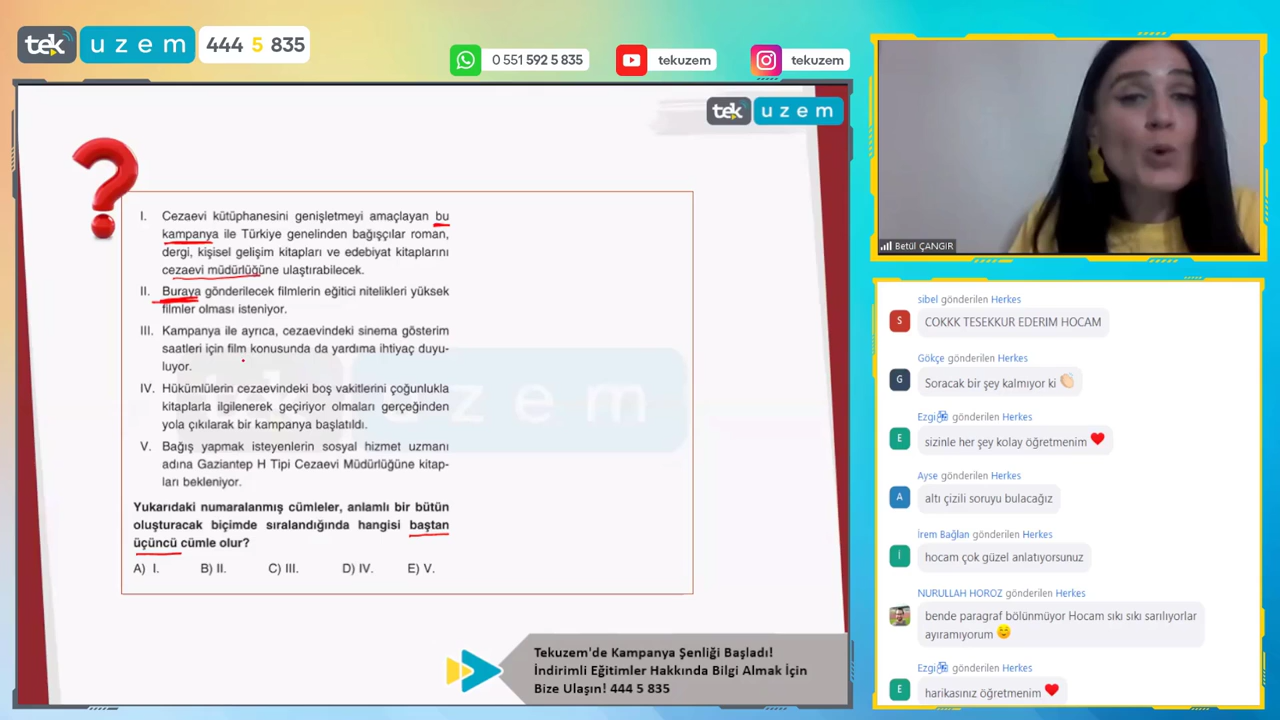 tek uzem 444 5 835
0 551 592 5 835
tekuzem
tekuzem
tek uzem
I. Cezaevi kütüphanesini genişletmeyi amaçlayan bu
kampanya ile Türkiye genelinden bağışçılar roman,
dergi, kişisel gelişim kitapları ve edebiyat kitaplarını
cezaevi müdürlüğüne ulaştırabilecek.
II. Buraya gönderilecek filmlerin eğitici nitelikleri yüksek
filmler olması isteniyor.
III. Kampanya ile ayrıca, cezaevindeki sinema gösterim
saatleri için film konusunda da yardıma ihtiyaç duyu-
luyor.
IV. Hükümlülerin cezaevindeki boş vakitlerini çoğunlukla
kitaplarla ilgilenerek geçiriyor olmaları gerçeğinden
yola çıkılarak bir kampanya başlatıldı.
V. Bağış yapmak isteyenlerin sosyal hizmet uzmanı
adına Gaziantep H Tipi Cezaevi Müdürlüğüne kitap-
ları bekleniyor.
Yukarıdaki numaralanmış cümleler, anlamlı bir bütün
oluşturacak biçimde sıralandığında hangisi baştan
üçüncü cümle olur?
A) I. B) II. C) III. D) IV. E) V.
uzem
Tekuzem'de Kampanya Şenliği Başladı!
İndirimli Eğitimler Hakkında Bilgi Almak İçin
Bize Ulaşın! 444 5 835
Betül ÇANGIR
sibel gönderilen Herkes
S
COKKK TESEKKUR EDERIM HOCAM
Gökçe gönderilen Herkes
G
Soracak bir şey kalmıyor ki 👏🏻
Ezgi gönderilen Herkes
E
sizinle her şey kolay öğretmenim ❤️
Ayse gönderilen Herkes
A
altı çizili soruyu bulacağız
İrem Bağlan gönderilen Herkes
İ
hocam çok güzel anlatıyorsunuz
NURULLAH HOROZ gönderilen Herkes
bende paragraf bölünmüyor Hocam sıkı sıkı sarılıyorlar
ayıramıyorum ☺️
Ezgi gönderilen Herkes
E
harikasınız öğretmenim ❤️